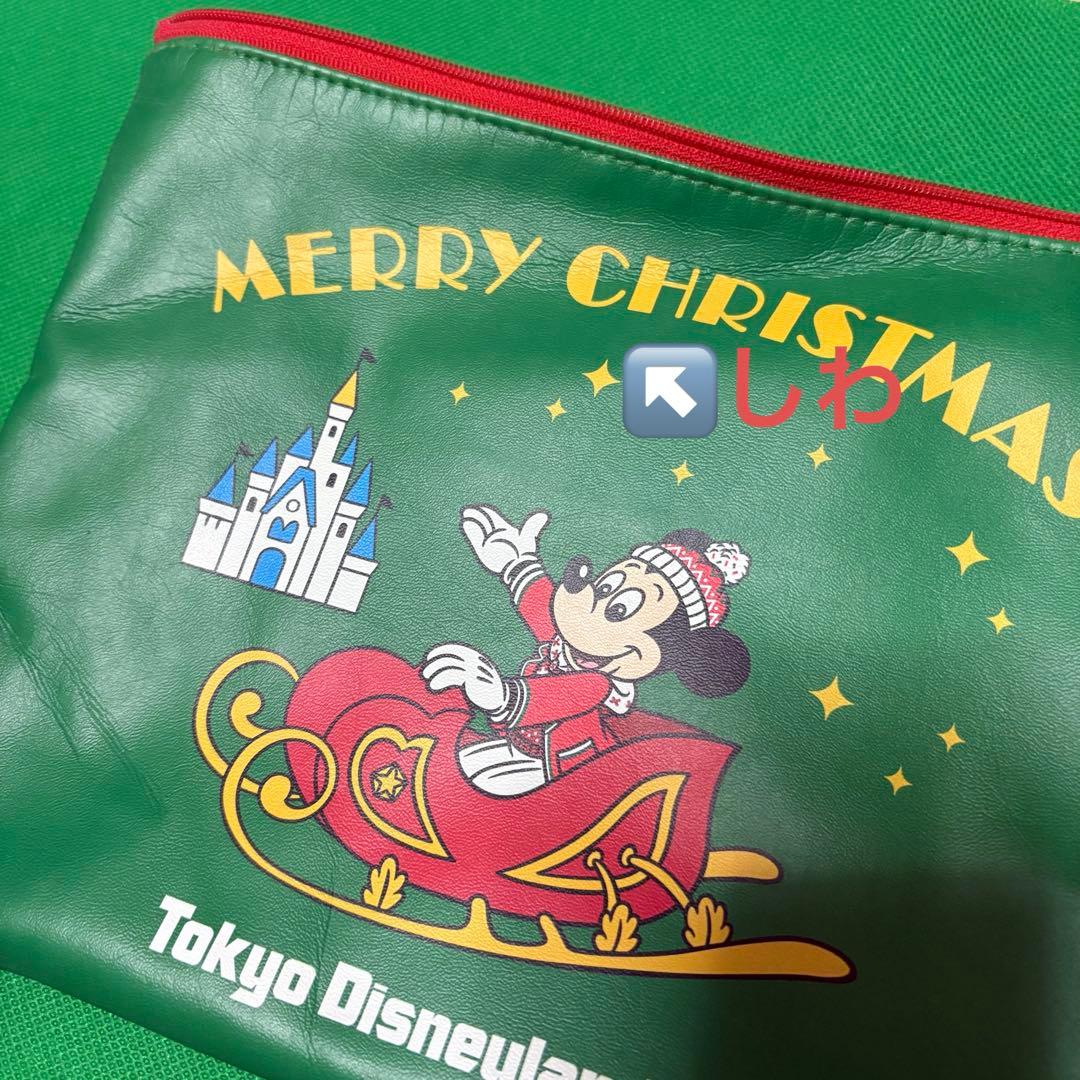 MERRY CHRISTMAS
↖しわ
Tokyo Disneylan